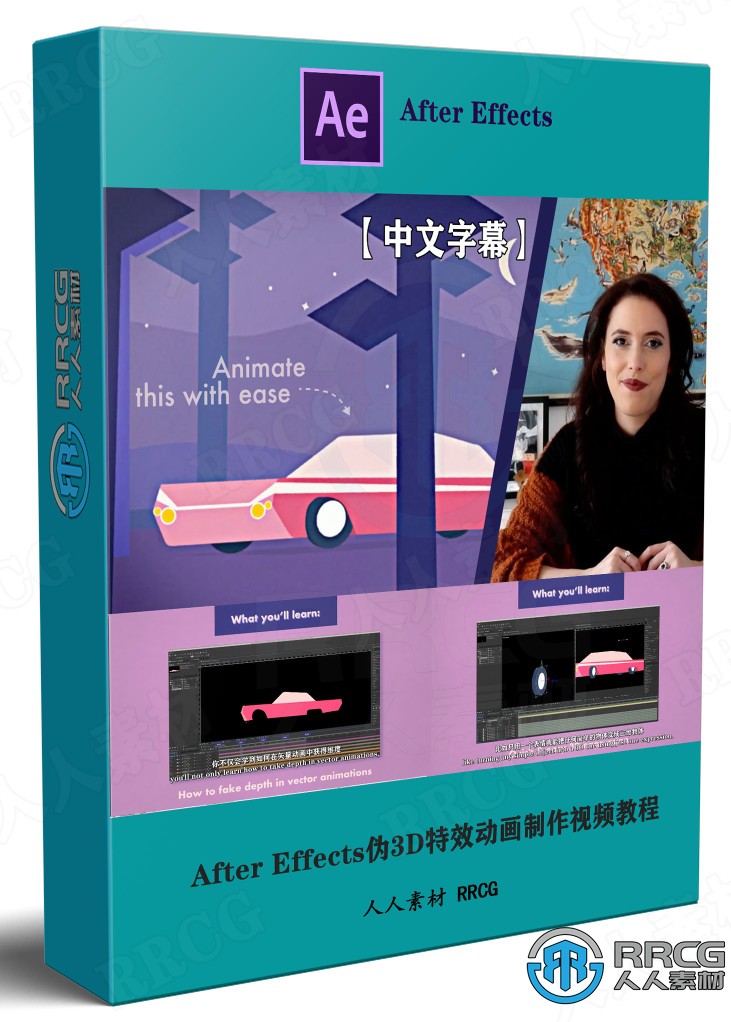 Ae
After Effects
【中文字幕】
Animate
this with ease
RRCG
人人素材
What you'll learn:
What you'll learn:
你不仅会学到如何在矢量动画中获得维度
you'll not only learn how to fake depth in vector animations,
How to fake depth in vector animations
After Effects伪3D特效动画制作视频教程
人人素材 RRCG
RRCG
人人素材